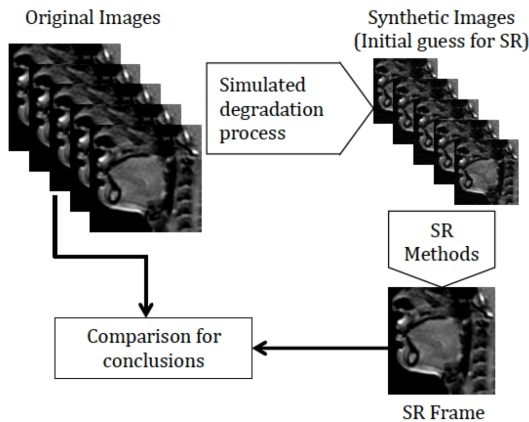 Original Images
Synthetic Images
(Initial guess for SR)
Simulated
degradation
process
SR
Methods
Comparison for
conclusions
SR Frame